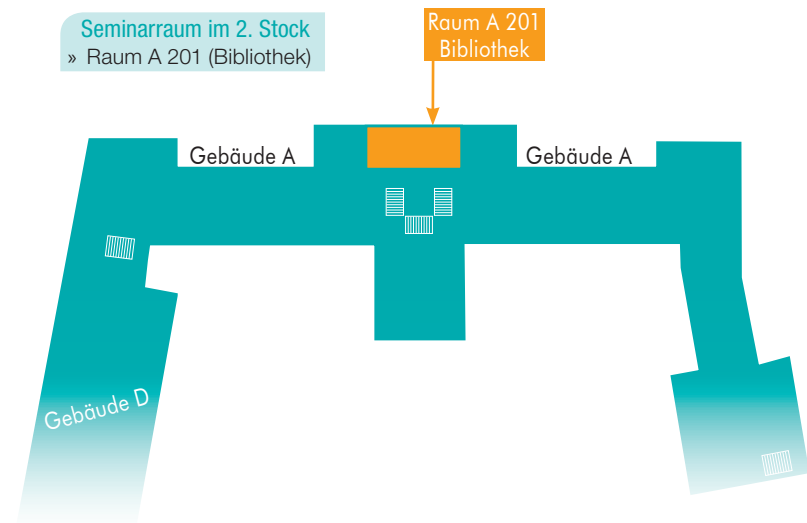 Seminarraum im 2. Stock
» Raum A 201 (Bibliothek)
Raum A 201
Bibliothek
Gebäude A
Gebäude A
Gebäude D